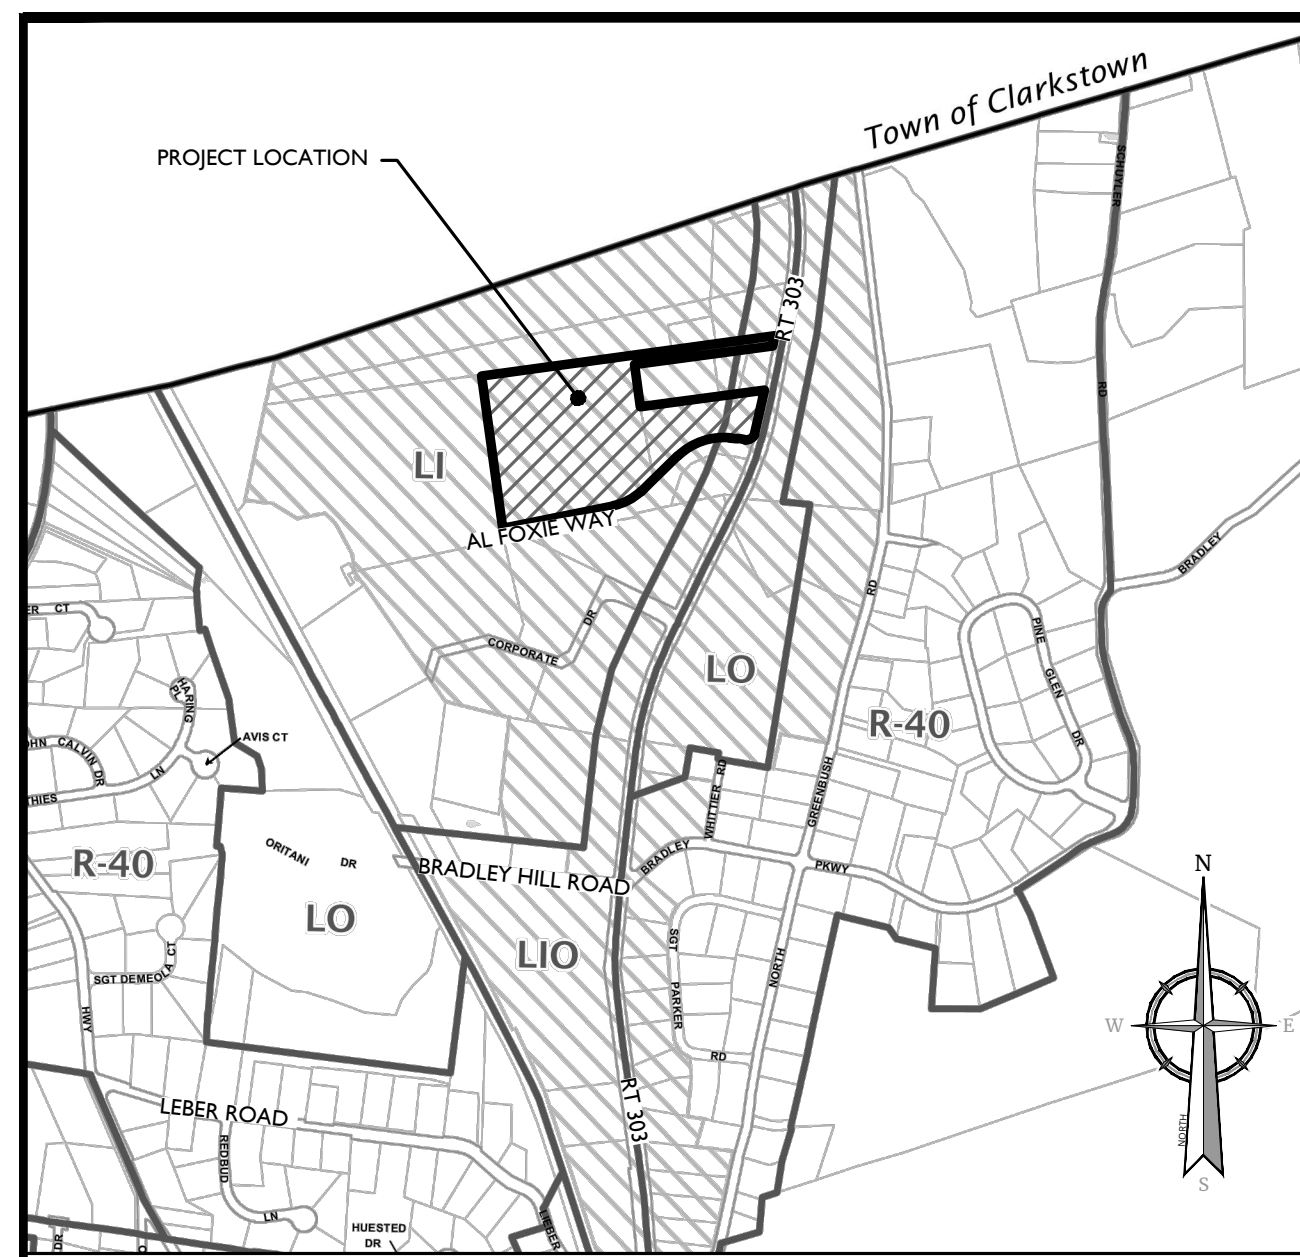 Town of Clarkstown
PROJECT LOCATION
SCHUYLER
RD
RT 303
LI
AL FOXIE WAY
BRADLEY
ER CT
CORPORATE
DR
RD
PINE
GLEN
DR
HARING
PL
LO
R-40
AVIS CT
OHN CALVIN DR
LN
THIES
WHITTIER RD
GREENBUSH
R-40
ORITANI DR
BRADLEY HILL ROAD
BRADLEY
PKWY
LO
LIO
SGT
PARKER
RD
NORTH
SGT DEMEOLA CT
HWY
N
W
E
S
NORTH
LEBER ROAD
RT 303
REDBUD
LN
HUESTED
DR
LIEBER
DR